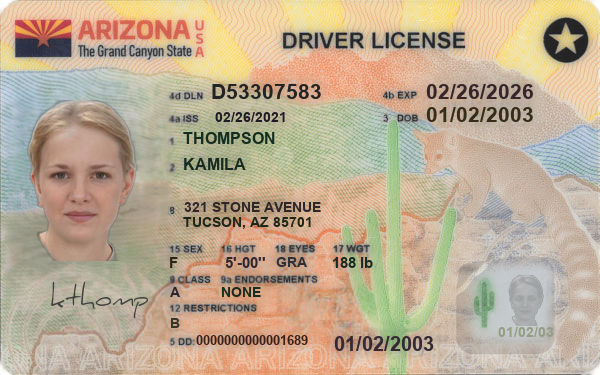 ARIZONA USA
The Grand Canyon State
DRIVER LICENSE
4d DLN D53307583
4b EXP 02/26/2026
4a ISS 02/26/2021
3 DOB 01/02/2003
1 THOMPSON
2 KAMILA
8 321 STONE AVENUE
TUCSON, AZ 85701
15 SEX 16 HGT 18 EYES 17 WGT
F 5'-00" GRA 188 lb
9 CLASS 9a ENDORSEMENTS
A NONE
12 RESTRICTIONS
B
kthomp
5 DD: 0000000000001689
01/02/2003
01/02/03
ARIZONA ARIZONA ARIZONA ARIZONA